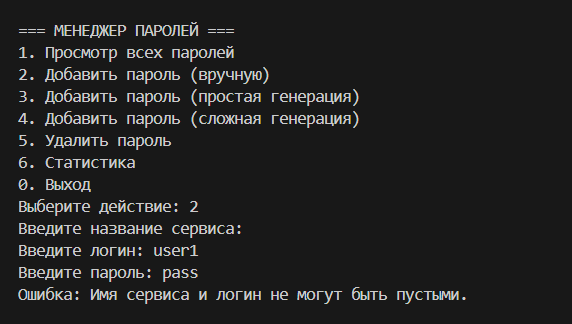 === МЕНЕДЖЕР ПАРОЛЕЙ ===
1. Просмотр всех паролей
2. Добавить пароль (вручную)
3. Добавить пароль (простая генерация)
4. Добавить пароль (сложная генерация)
5. Удалить пароль
6. Статистика
0. Выход
Выберите действие: 2
Введите название сервиса:
Введите логин: user1
Введите пароль: pass
Ошибка: Имя сервиса и логин не могут быть пустыми.